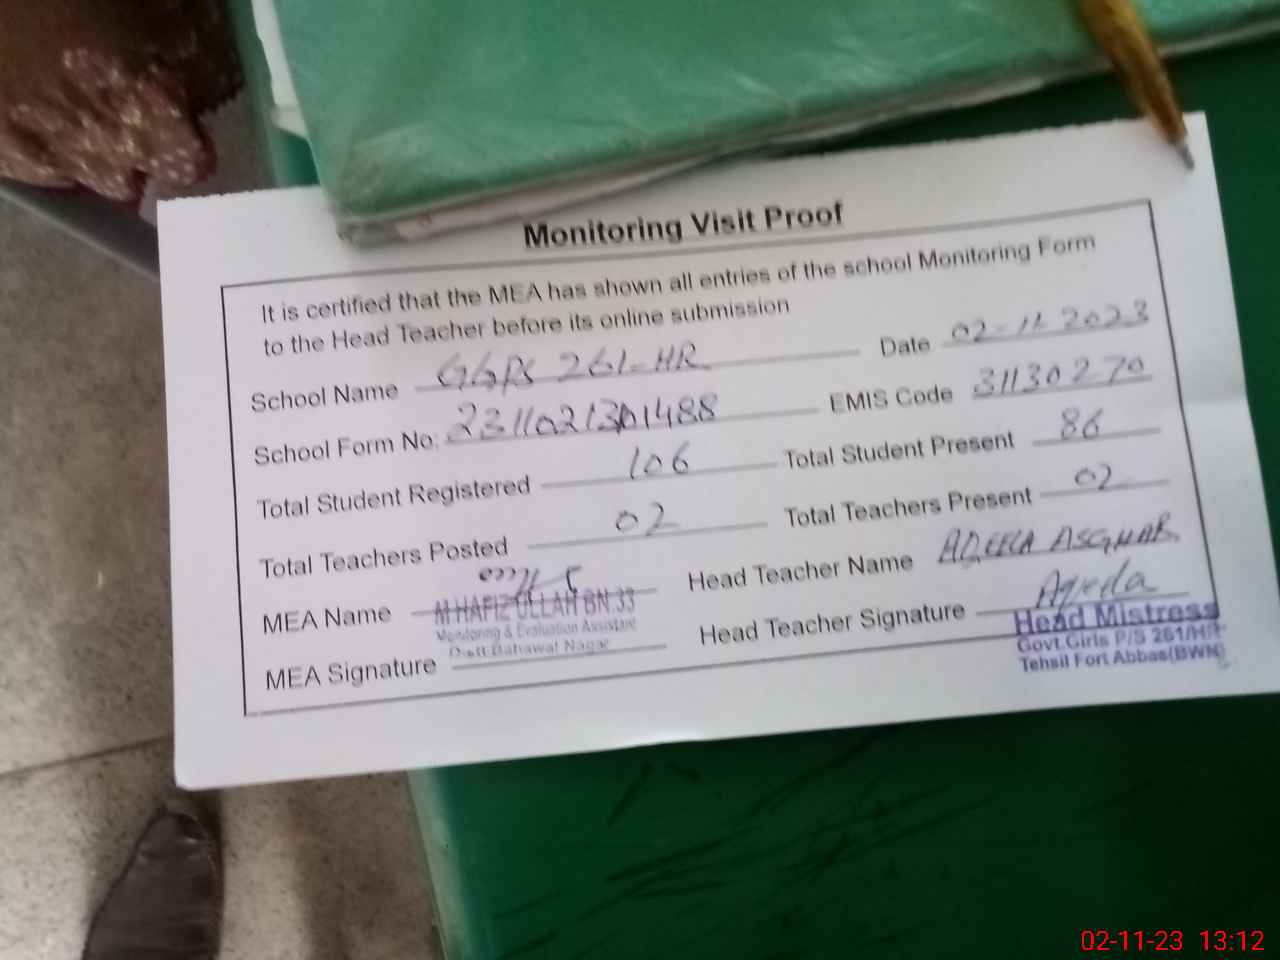 Monitoring Visit Proof
It is certified that the MEA has shown all entries of the school Monitoring Form
to the Head Teacher before its online submission
School Name GGPS 261-HR Date 02-11-2023
School Form No: 2311021301488 EMIS Code 31130270
Total Student Registered 106 Total Student Present 86
Total Teachers Posted 02 Total Teachers Present 02
MEA Name M HAFIZ ULLAH BN.33 Head Teacher Name ADEELA ASGHAR
Monitoring & Evaluation Assistant
Distt. Bahawal Nagar
MEA Signature Head Teacher Signature
Head Mistress
Govt.Girls P/S 261/HR
Tehsil Fort Abbas(BWN)
02-11-23 13:12